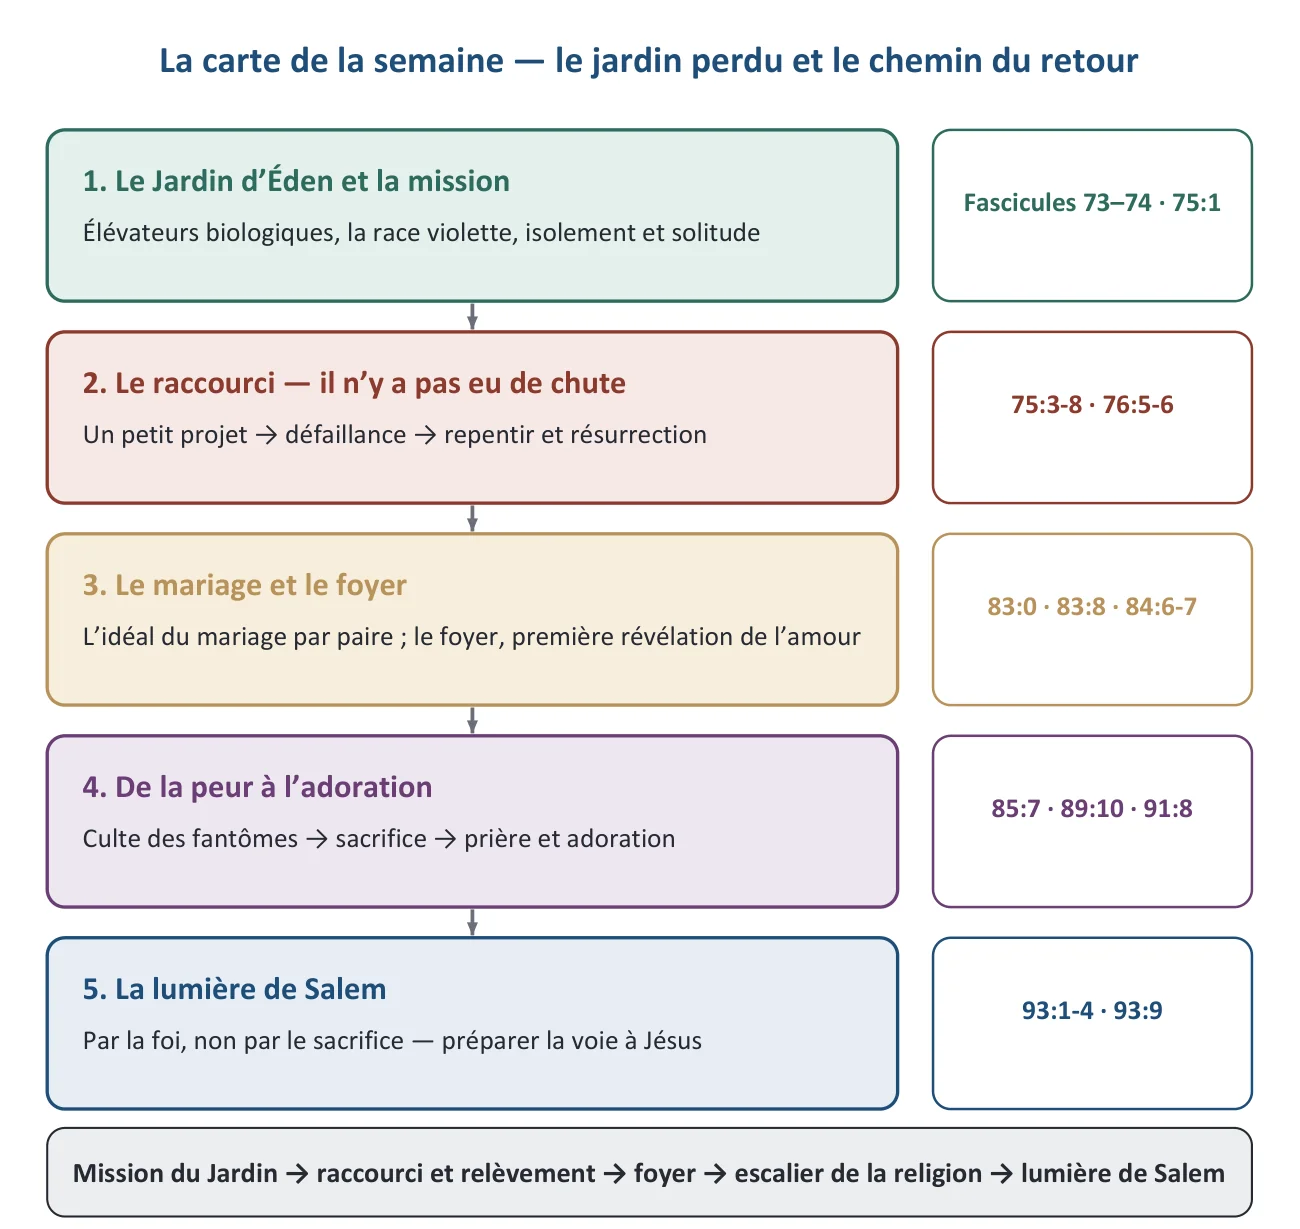 La carte de la semaine — le jardin perdu et le chemin du retour
1. Le Jardin d’Éden et la mission
Élévateurs biologiques, la race violette, isolement et solitude
Fascicules 73–74 · 75:1
2. Le raccourci — il n’y a pas eu de chute
Un petit projet → défaillance → repentir et résurrection
75:3-8 · 76:5-6
3. Le mariage et le foyer
L’idéal du mariage par paire ; le foyer, première révélation de l’amour
83:0 · 83:8 · 84:6-7
4. De la peur à l’adoration
Culte des fantômes → sacrifice → prière et adoration
85:7 · 89:10 · 91:8
5. La lumière de Salem
Par la foi, non par le sacrifice — préparer la voie à Jésus
93:1-4 · 93:9
Mission du Jardin → raccourci et relèvement → foyer → escalier de la religion → lumière de Salem